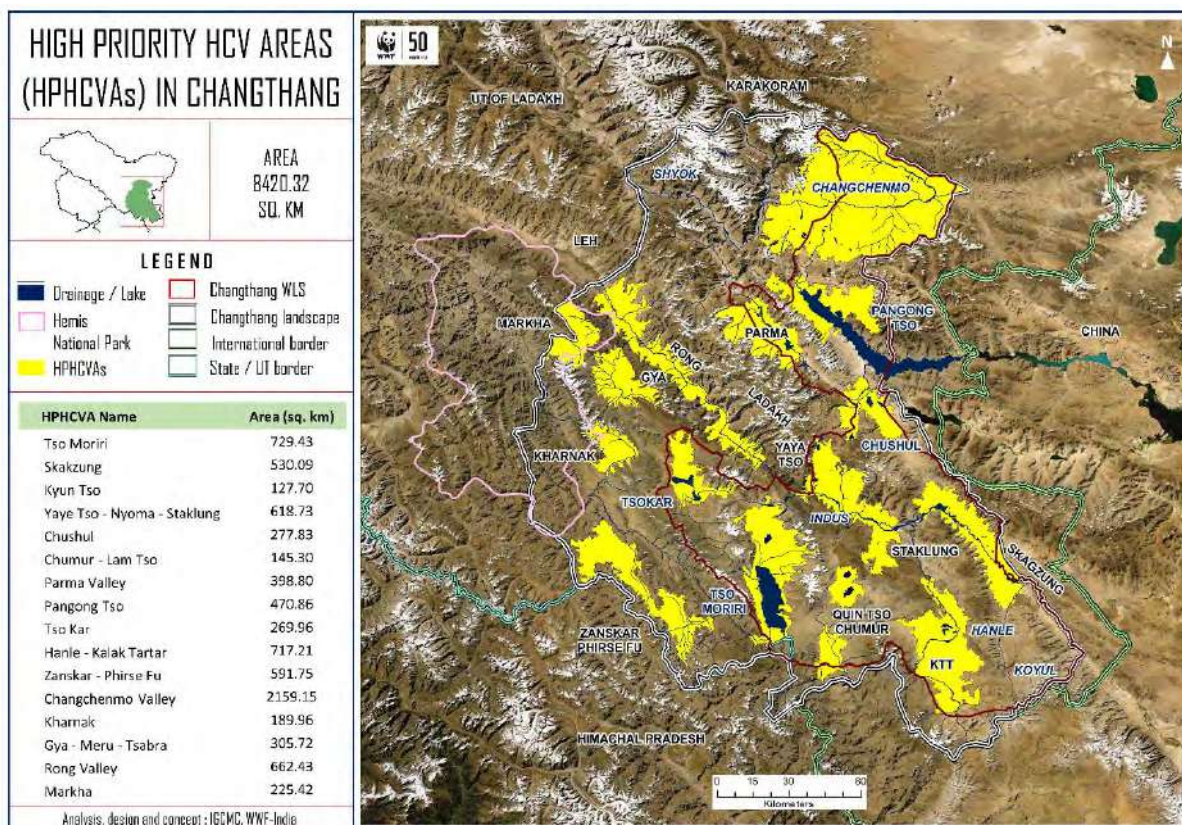 HIGH PRIORITY HCV AREAS
(HPHCVAs) IN CHANGTHANG
AREA
8420.32
SQ. KM
LEGEND
Drainage / Lake
Hemis
National Park
HPHCVAs
Changthang WLS
Changthang landscape
International border
State / UT border
HPHCVA Name Area (sq. km)
Tso Moriri 729.43
Skakzung 530.09
Kyun Tso 127.70
Yaye Tso - Nyoma - Staklung 618.73
Chushul 277.83
Chumur - Lam Tso 145.30
Parma Valley 398.80
Pangong Tso 470.86
Tso Kar 269.96
Hanle - Kalak Tartar 717.21
Zanskar - Phirse Fu 591.75
Changchenmo Valley 2159.15
Kharnak 189.96
Gya - Meru - Tsabra 305.72
Rong Valley 662.43
Markha 225.42
Analysis, design and concept : IGCMC, WWF-India
WWF
50
N
KARAKORAM
UT OF LADAKH
SHYOK
CHANGCHENMO
LEH
MARKHA
PANGONG
TSO
CHINA
PARMA
RONG
GYA
LADAKH
YAYA
TSO
CHUSHUL
KHARNAK
TSOKAR
INDUS
STAKLUNG
SKAGZUNG
TSO
MORIRI
QUIN TSO
CHUMUR
HANLE
ZANSKAR
PHIRSE FU
KTT
KOYUL
HIMACHAL PRADESH
0 15 30 60
Kilometers